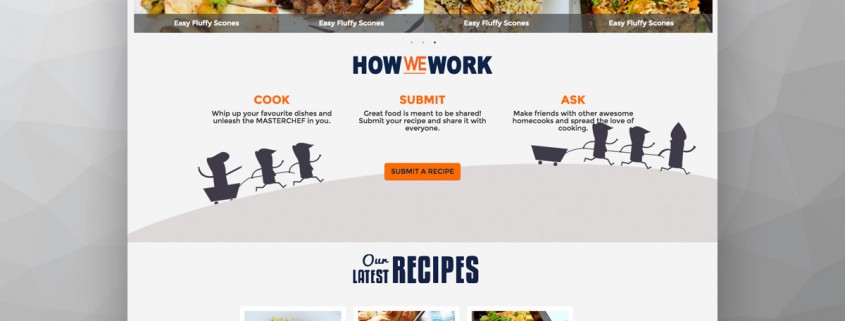 Easy Fluffy Scones
Easy Fluffy Scones
Easy Fluffy Scones
Easy Fluffy Scones
HOW WE WORK
COOK
Whip up your favourite dishes and
unleash the MASTERCHEF in you.
SUBMIT
Great food is meant to be shared!
Submit your recipe and share it with
everyone.
ASK
Make friends with other awesome
homecooks and spread the love of
cooking.
SUBMIT A RECIPE
Our
LATEST RECIPES